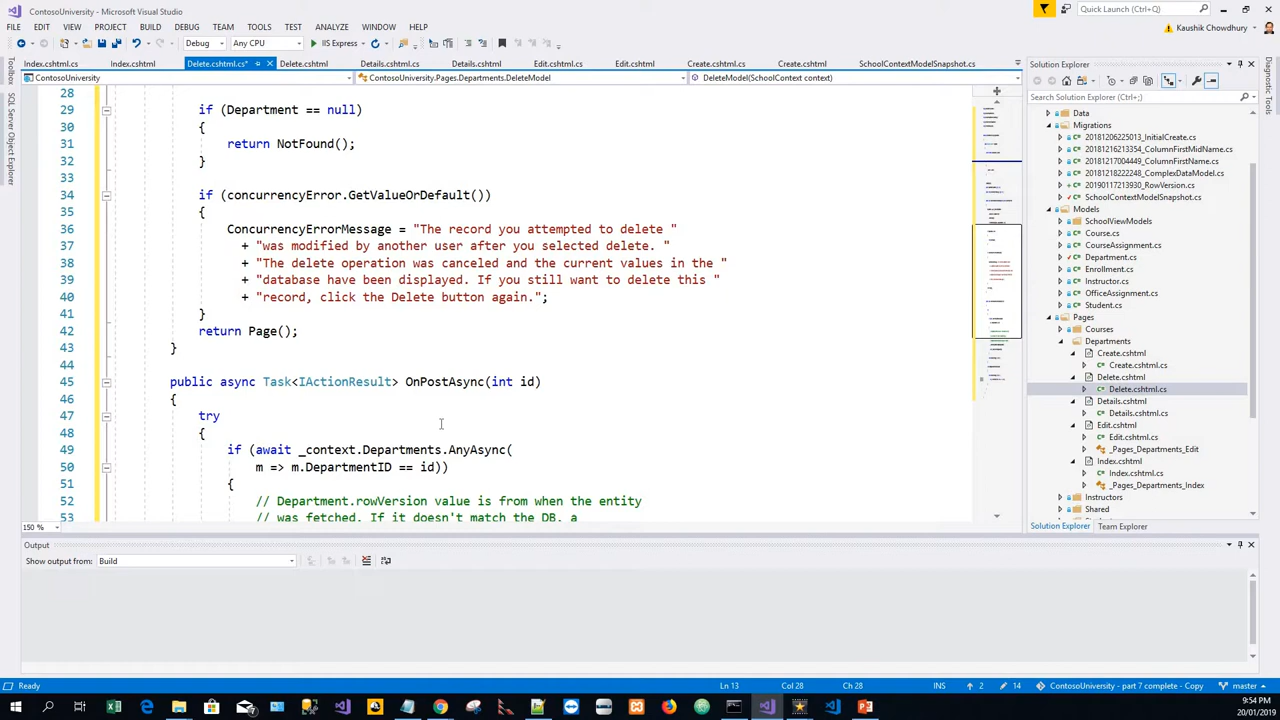 ContosoUniversity - Microsoft Visual Studio
Quick Launch (Ctrl+Q)
FILE EDIT VIEW PROJECT BUILD DEBUG TEAM TOOLS TEST ANALYZE WINDOW HELP
Kaushik Chowdhury
Debug Any CPU IIS Express
Index.cshtml.cs Index.cshtml Delete.cshtml.cs* Delete.cshtml Details.cshtml.cs Details.cshtml Edit.cshtml.cs Edit.cshtml Create.cshtml.cs Create.cshtml SchoolContextModelSnapshot.cs
ContosoUniversity ContosoUniversity.Pages.Departments.DeleteModel DeleteModel(SchoolContext context)
Toolbox
SQL Server Object Explorer
28
29 if (Department == null)
30 {
31 return NotFound();
32 }
33
34 if (concurrencyError.GetValueOrDefault())
35 {
36 ConcurrencyErrorMessage = "The record you attempted to delete "
37 + "was modified by another user after you selected delete. "
38 + "The delete operation was canceled and the current values in the "
39 + "database have been displayed. If you still want to delete this "
40 + "record, click the Delete button again.";
41 }
42 return Page();
43 }
44
45 public async Task<IActionResult> OnPostAsync(int id)
46 {
47 try
48 {
49 if (await _context.Departments.AnyAsync(
50 m => m.DepartmentID == id))
51 {
52 // Department.rowVersion value is from when the entity
53 // was fetched. If it doesn't match the DB, a
150 %
Solution Explorer
Search Solution Explorer (Ctrl+;)
Data
Migrations
20181206225013_InitialCreate.cs
20181216213354_ColumnFirstMidName.cs
20181217004449_ColumnFirstName.cs
20181218222248_ComplexDataModel.cs
20190117213930_RowVersion.cs
SchoolContextModelSnapshot.cs
Models
SchoolViewModels
Course.cs
CourseAssignment.cs
Department.cs
Enrollment.cs
Instructor.cs
OfficeAssignment.cs
Student.cs
Pages
Courses
Departments
Create.cshtml
Create.cshtml.cs
Delete.cshtml
Delete.cshtml.cs
Details.cshtml
Details.cshtml.cs
Edit.cshtml
Edit.cshtml.cs
_Pages_Departments_Edit
Index.cshtml
Index.cshtml.cs
_Pages_Departments_Index
Instructors
Shared
Solution Explorer Team Explorer
Diagnostic Tools
Output
Show output from: Build
Ready Ln 13 Col 28 Ch 28 INS 2 14 ContosoUniversity - part 7 complete - Copy master
9:54 PM
20/01/2019